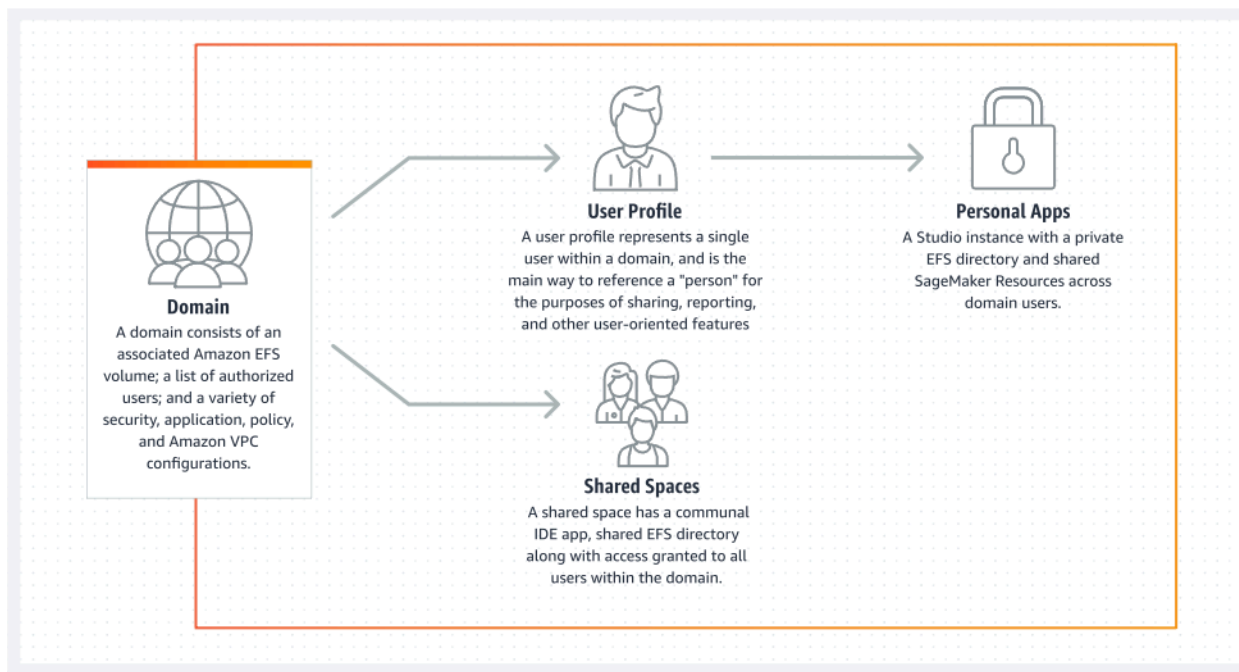 Domain
A domain consists of an
associated Amazon EFS
volume; a list of authorized
users; and a variety of
security, application, policy,
and Amazon VPC
configurations.
User Profile
A user profile represents a single
user within a domain, and is the
main way to reference a "person" for
the purposes of sharing, reporting,
and other user-oriented features
Personal Apps
A Studio instance with a private
EFS directory and shared
SageMaker Resources across
domain users.
Shared Spaces
A shared space has a communal
IDE app, shared EFS directory
along with access granted to all
users within the domain.